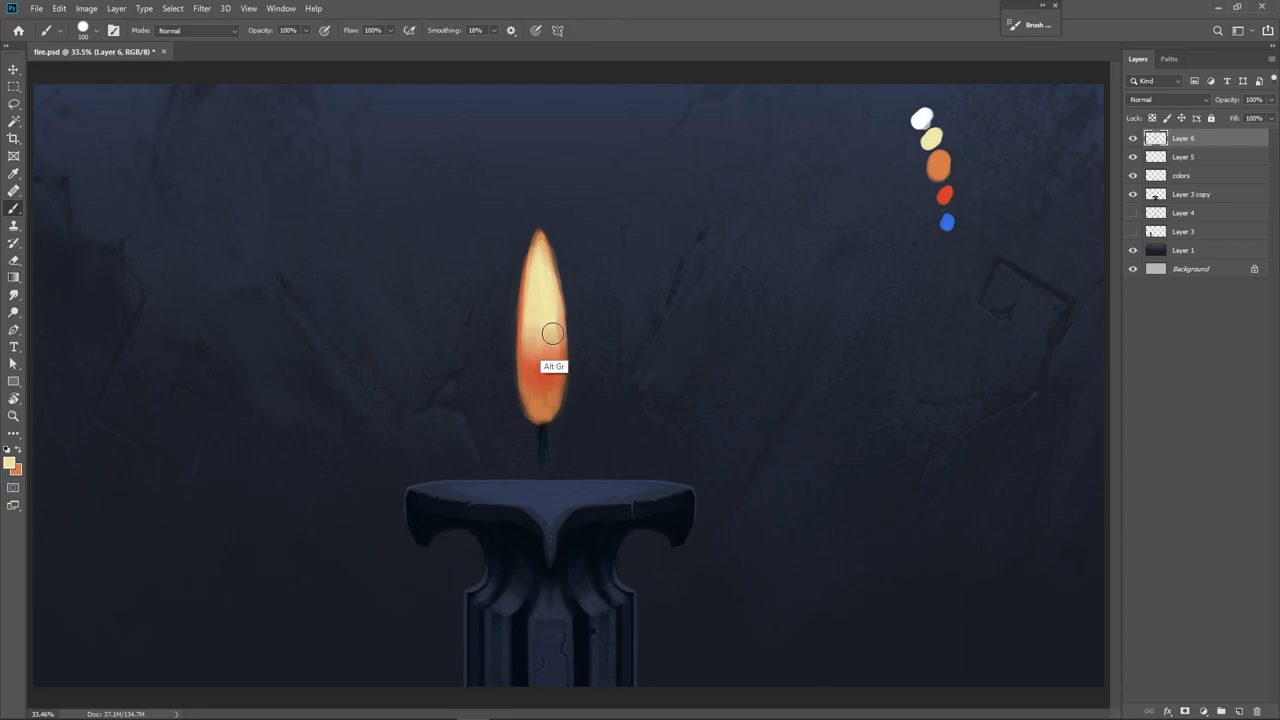 Ps File Edit Image Layer Type Select Filter 3D View Window Help
Brush ...
100 Mode: Normal Opacity: 100% Flow: 100% Smoothing: 18%
fire.psd @ 33.5% (Layer 6, RGB/8) *
Layers Paths
Kind
Normal Opacity: 100%
Lock: Fill: 100%
Layer 6
Layer 5
colors
Layer 3 copy
Layer 4
Layer 3
Layer 1
Background
Alt Gr
33.46% Doc: 37.1M/134.7M